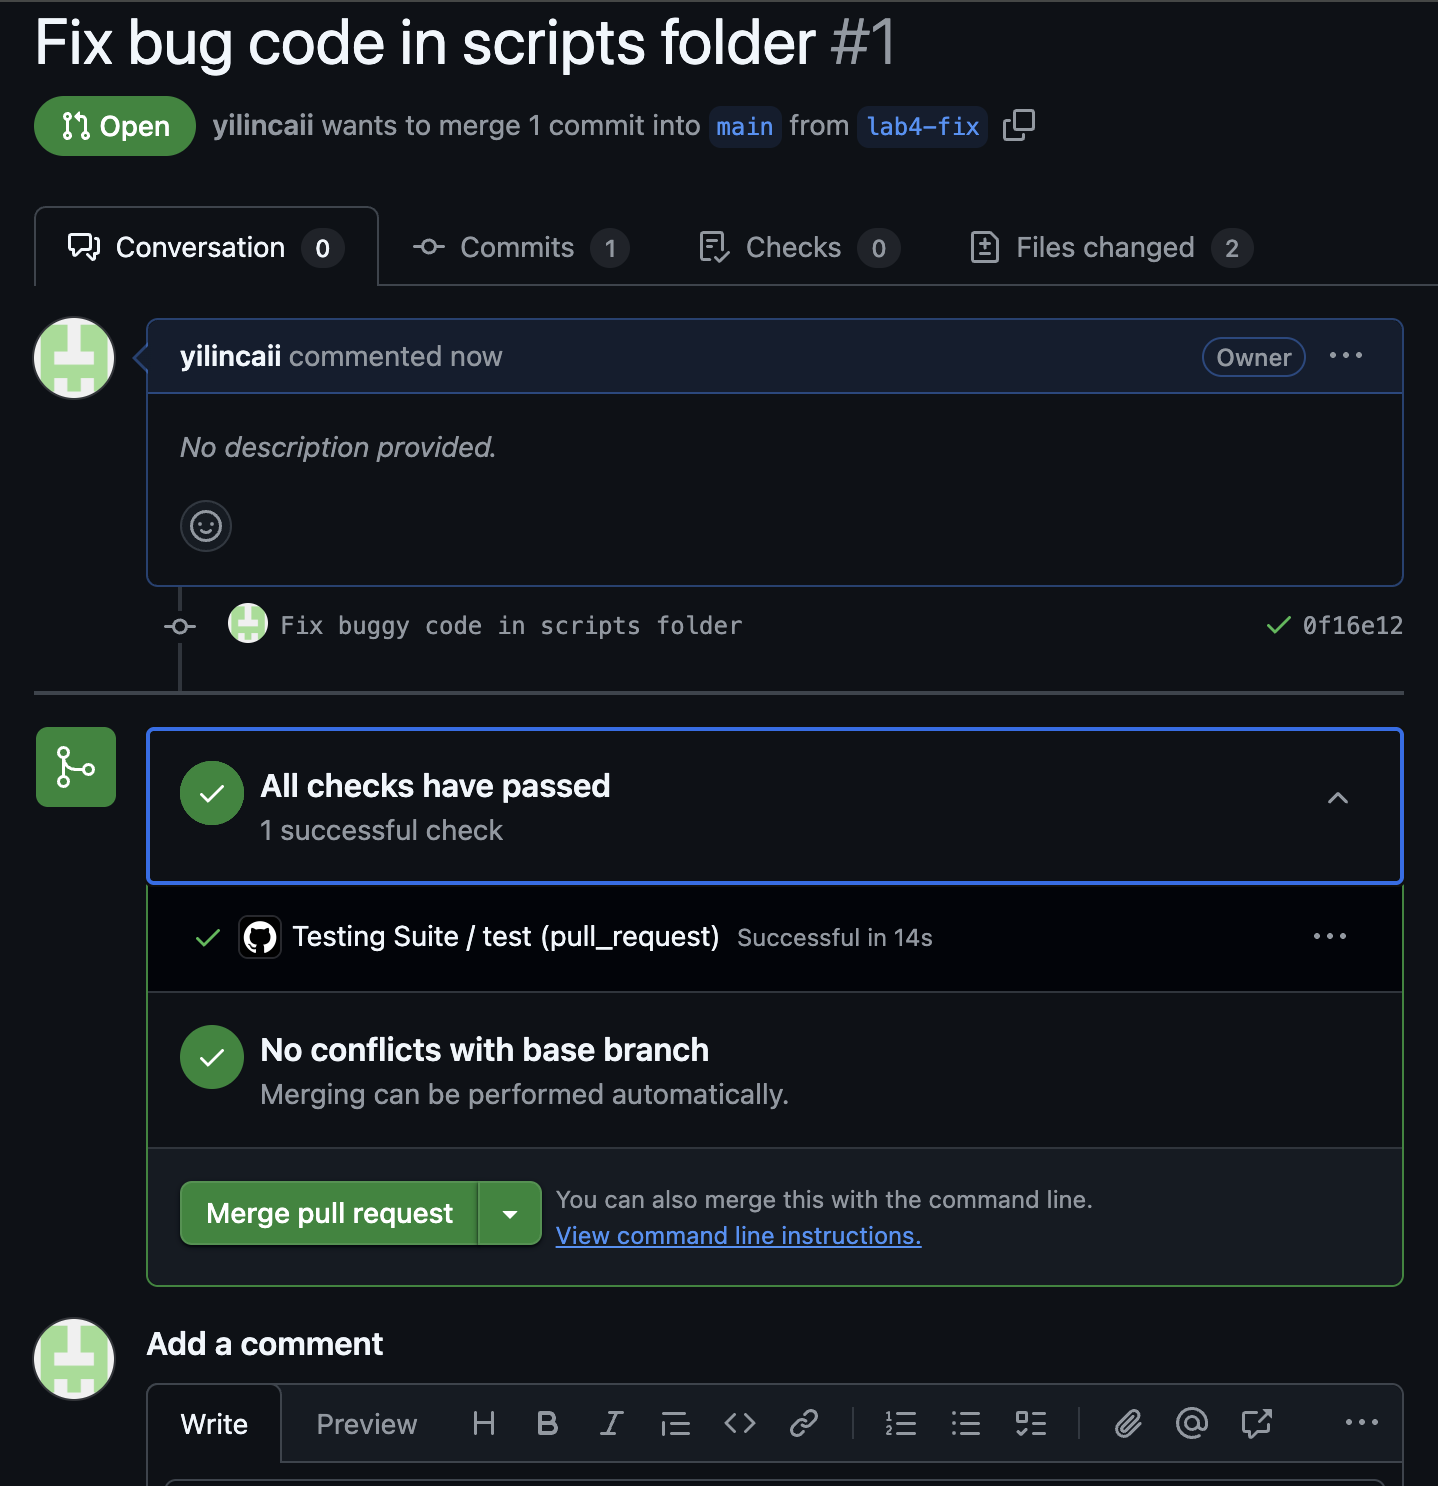 Fix bug code in scripts folder #1
Open
yilincaii wants to merge 1 commit into main from lab4-fix
Conversation 0
Commits 1
Checks 0
Files changed 2
yilincaii commented now
Owner
No description provided.
Fix buggy code in scripts folder
0f16e12
All checks have passed
1 successful check
Testing Suite / test (pull_request) Successful in 14s
No conflicts with base branch
Merging can be performed automatically.
Merge pull request
You can also merge this with the command line.
View command line instructions.
Add a comment
Write
Preview